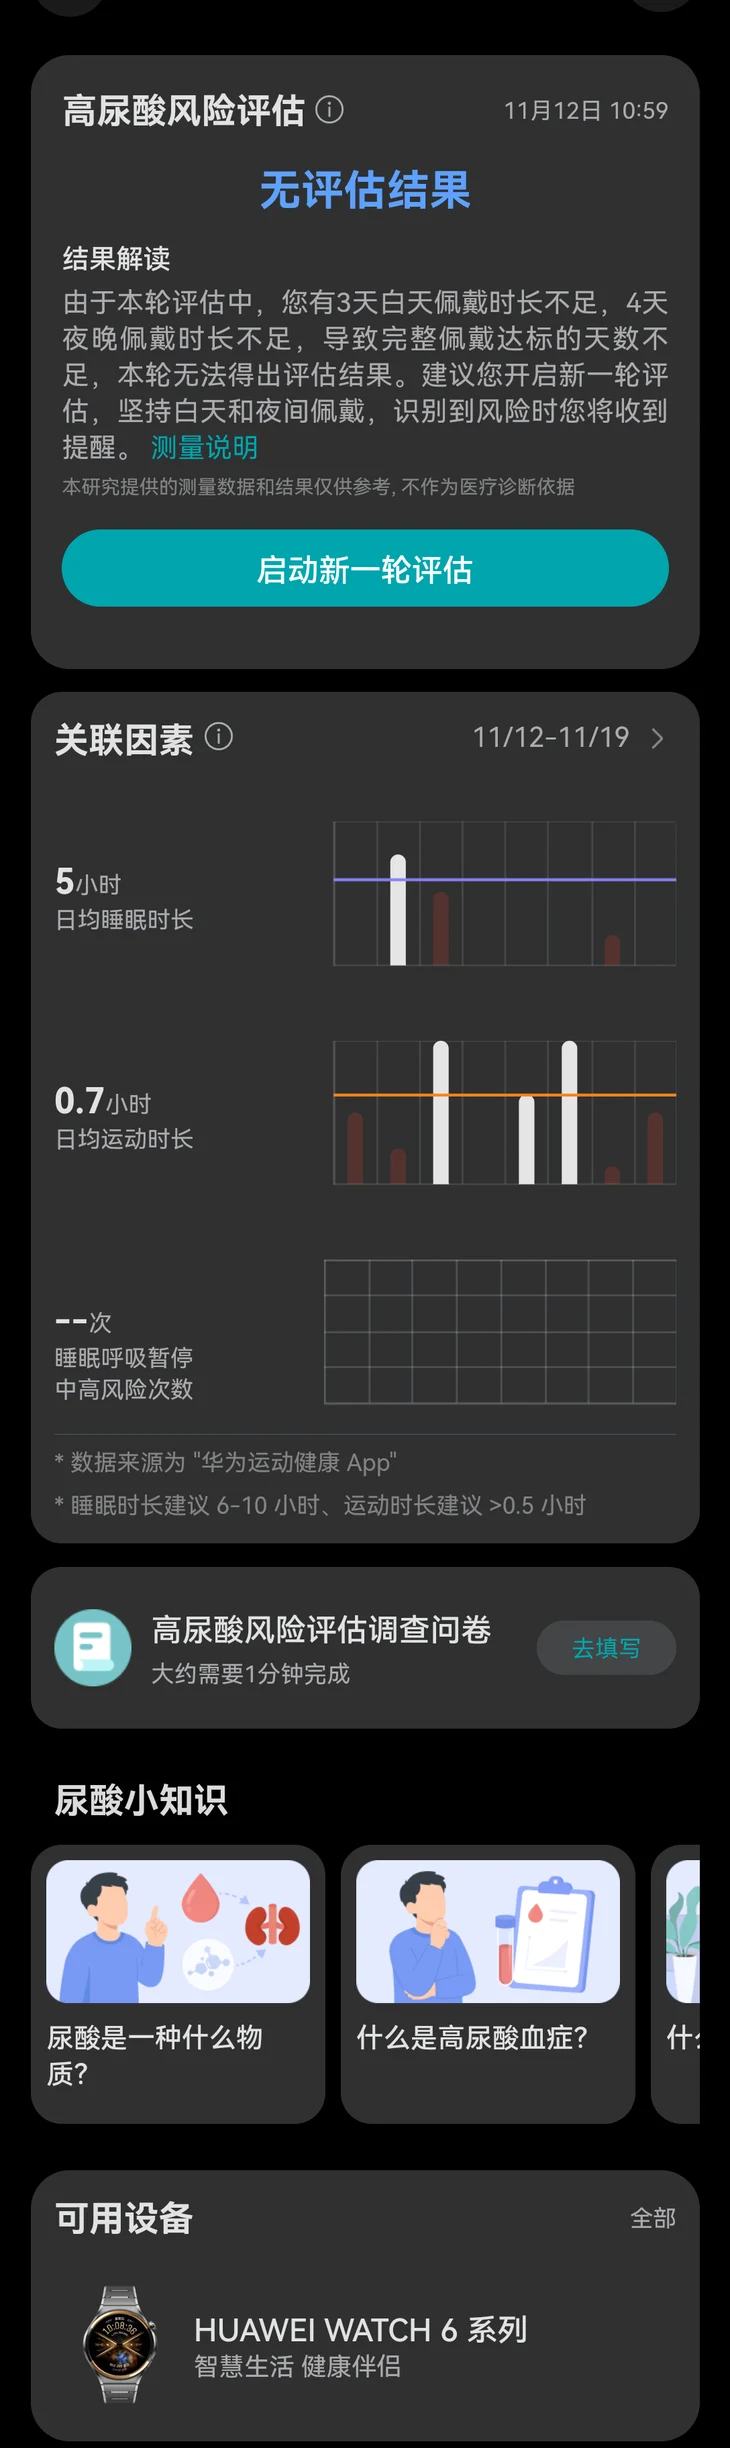 高尿酸风险评估
11月12日 10:59
无评估结果
结果解读
由于本轮评估中，您有3天白天佩戴时长不足，4天
夜晚佩戴时长不足，导致完整佩戴达标的天数不
足，本轮无法得出评估结果。建议您开启新一轮评
估，坚持白天和夜间佩戴，识别到风险时您将收到
提醒。 测量说明
本研究提供的测量数据和结果仅供参考, 不作为医疗诊断依据
启动新一轮评估
关联因素
11/12-11/19
5小时
日均睡眠时长
0.7小时
日均运动时长
--次
睡眠呼吸暂停
中高风险次数
* 数据来源为 "华为运动健康 App"
* 睡眠时长建议 6-10 小时、运动时长建议 >0.5 小时
高尿酸风险评估调查问卷
大约需要1分钟完成
去填写
尿酸小知识
尿酸是一种什么物
质?
什么是高尿酸血症?
什
可用设备
全部
HUAWEI WATCH 6 系列
智慧生活 健康伴侣